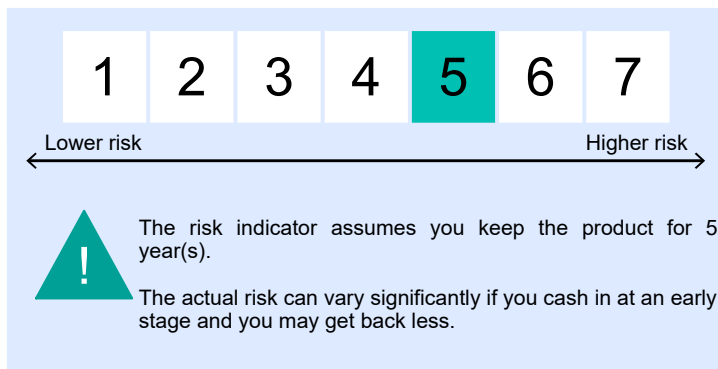 1 2 3 4 5 6 7
Lower risk Higher risk
!
The risk indicator assumes you keep the product for 5
year(s).
The actual risk can vary significantly if you cash in at an early
stage and you may get back less.